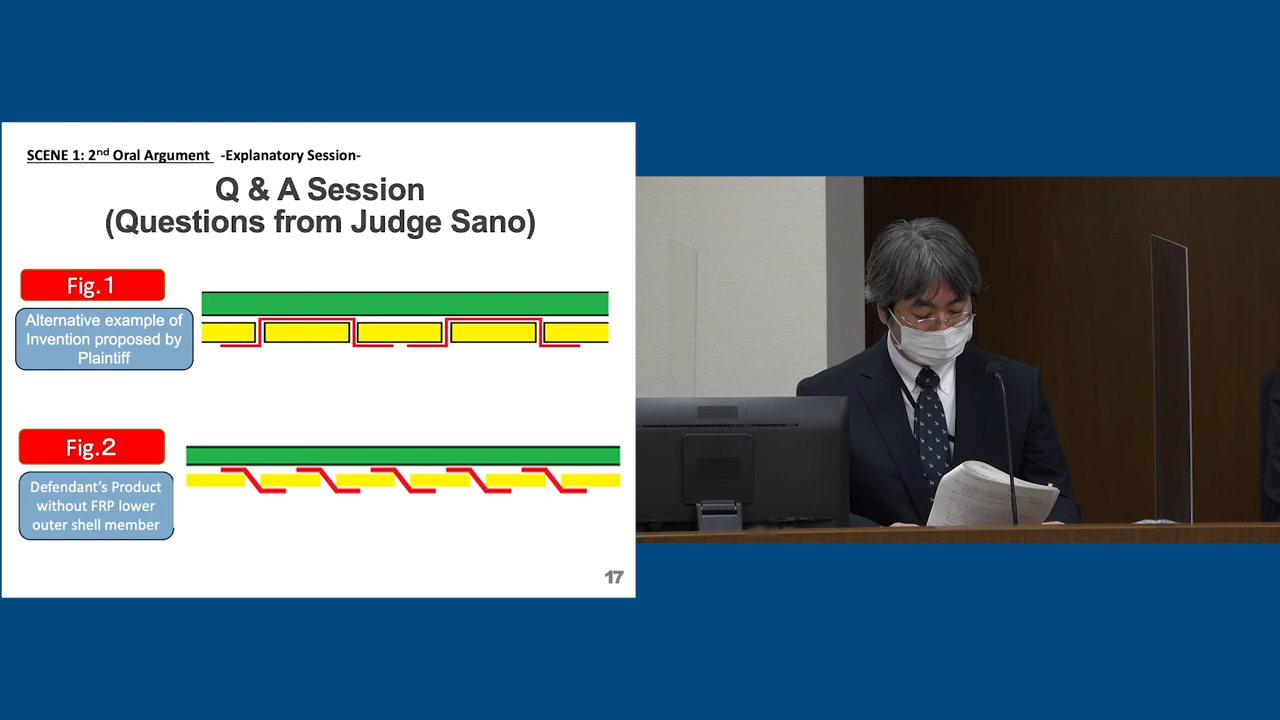 SCENE 1: 2nd Oral Argument -Explanatory Session-
Q & A Session
(Questions from Judge Sano)
Fig.1
Alternative example of
Invention proposed by
Plaintiff
Fig.2
Defendant's Product
without FRP lower
outer shell member
17